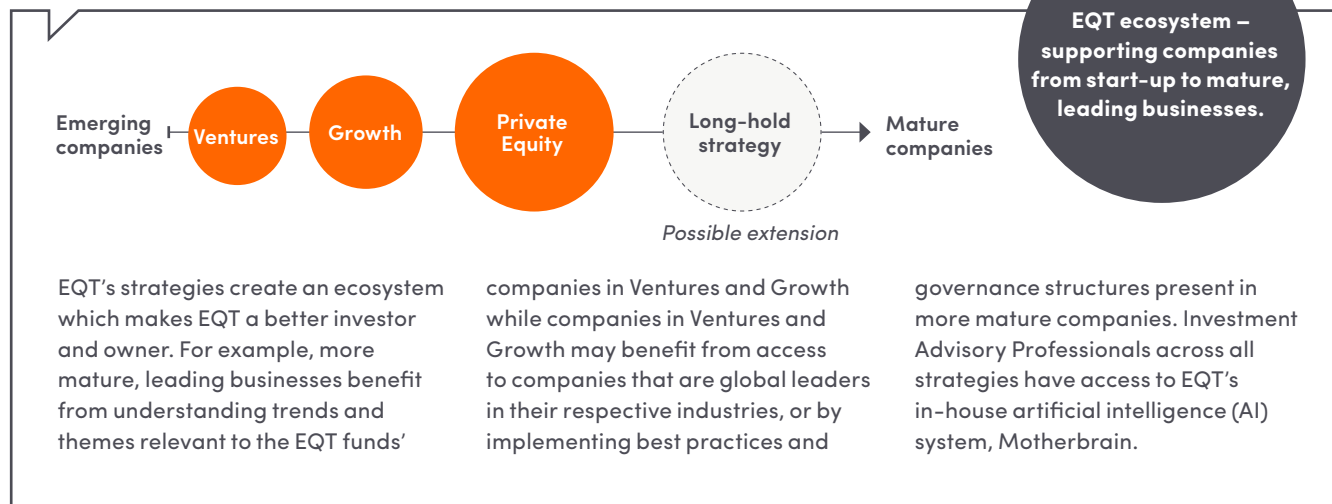 EQT ecosystem –
supporting companies
from start-up to mature,
leading businesses.
Emerging
companies
Ventures
Growth
Private
Equity
Long-hold
strategy
Mature
companies
Possible extension
EQT’s strategies create an ecosystem
which makes EQT a better investor
and owner. For example, more
mature, leading businesses benefit
from understanding trends and
themes relevant to the EQT funds’
companies in Ventures and Growth
while companies in Ventures and
Growth may benefit from access
to companies that are global leaders
in their respective industries, or by
implementing best practices and
governance structures present in
more mature companies. Investment
Advisory Professionals across all
strategies have access to EQT’s
in-house artificial intelligence (AI)
system, Motherbrain.